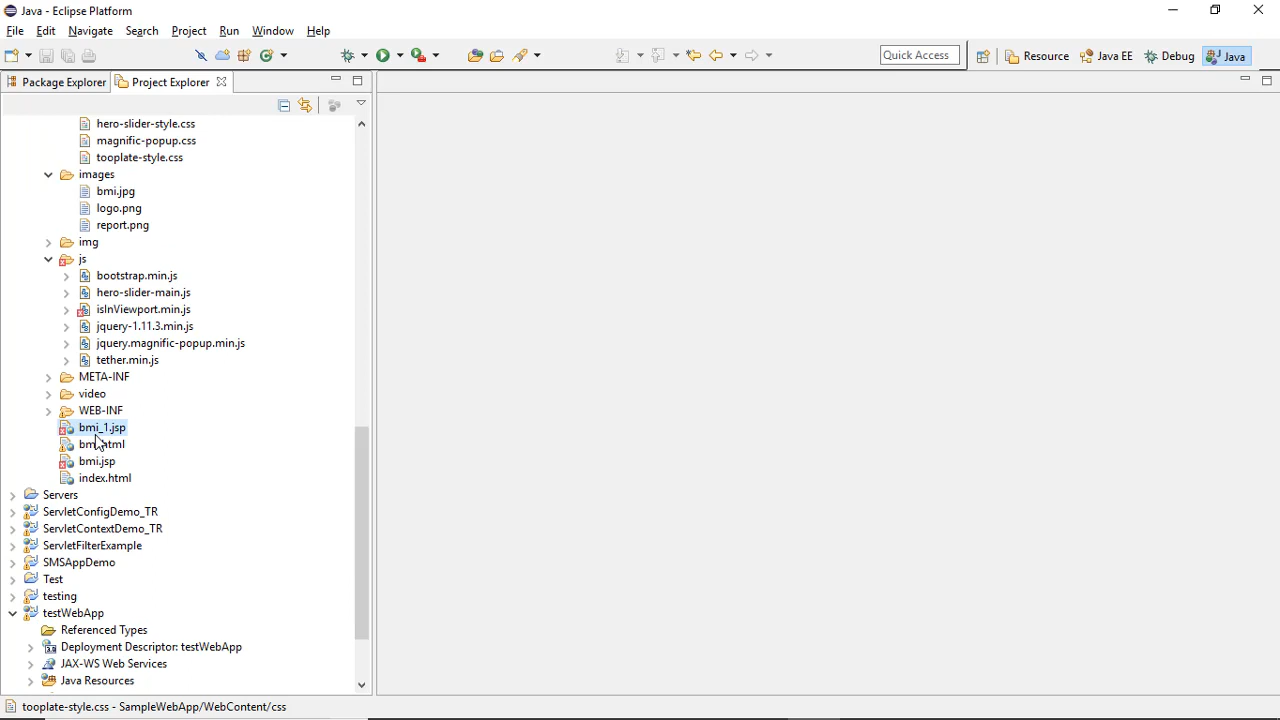 Java - Eclipse Platform
File Edit Navigate Search Project Run Window Help
Quick Access Resource Java EE Debug Java
Package Explorer Project Explorer
hero-slider-style.css
magnific-popup.css
tooplate-style.css
images
bmi.jpg
logo.png
report.png
img
js
bootstrap.min.js
hero-slider-main.js
isInViewport.min.js
jquery-1.11.3.min.js
jquery.magnific-popup.min.js
tether.min.js
META-INF
video
WEB-INF
bmi_1.jsp
bmi.html
bmi.jsp
index.html
Servers
ServletConfigDemo_TR
ServletContextDemo_TR
ServletFilterExample
SMSAppDemo
Test
testing
testWebApp
Referenced Types
Deployment Descriptor: testWebApp
JAX-WS Web Services
Java Resources
tooplate-style.css - SampleWebApp/WebContent/css